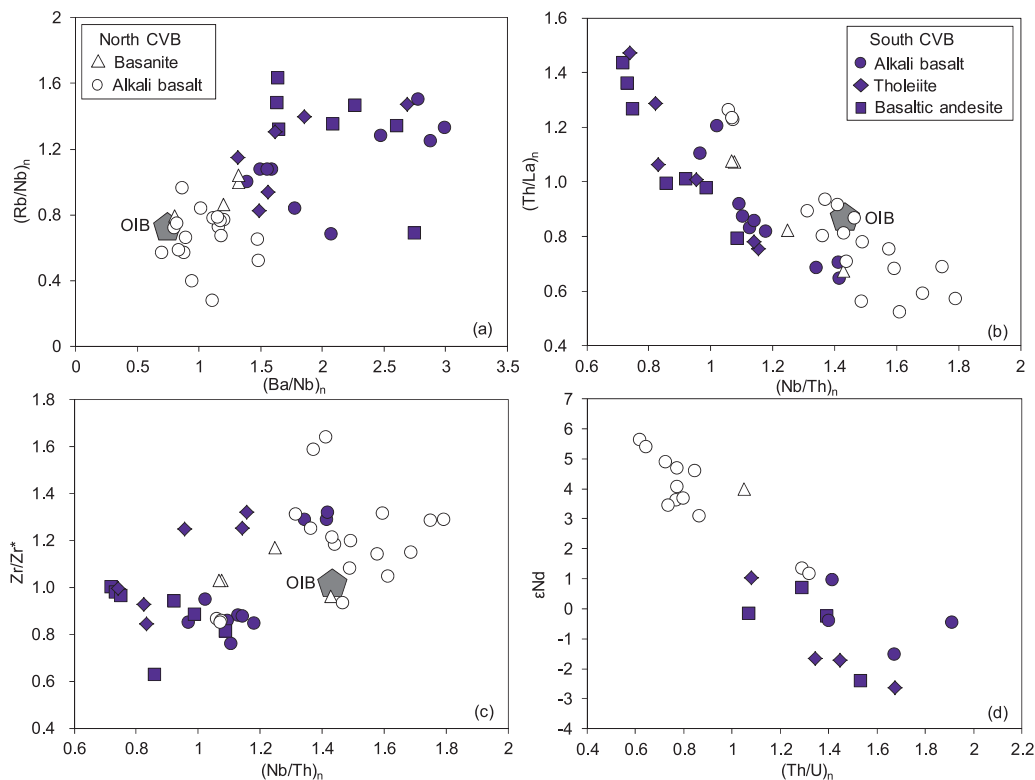 2
1.6
1.2
0.8
0.4
0
(Rb/Nb)n
North CVB
Basanite
Alkali basalt
OIB
(a)
0 0.5 1 1.5 2 2.5 3 3.5
(Ba/Nb)n
1.6
1.4
1.2
1.0
0.8
0.6
0.4
(Th/La)n
South CVB
Alkali basalt
Tholeiite
Basaltic andesite
OIB
(b)
0.6 0.8 1 1.2 1.4 1.6 1.8 2
(Nb/Th)n
1.8
1.6
1.4
1.2
1.0
0.8
0.6
0.4
Zr/Zr*
OIB
(c)
0.6 0.8 1 1.2 1.4 1.6 1.8 2
(Nb/Th)n
7
6
5
4
3
2
1
0
-1
-2
-3
-4
εNd
(d)
0.4 0.6 0.8 1 1.2 1.4 1.6 1.8 2 2.2
(Th/U)n